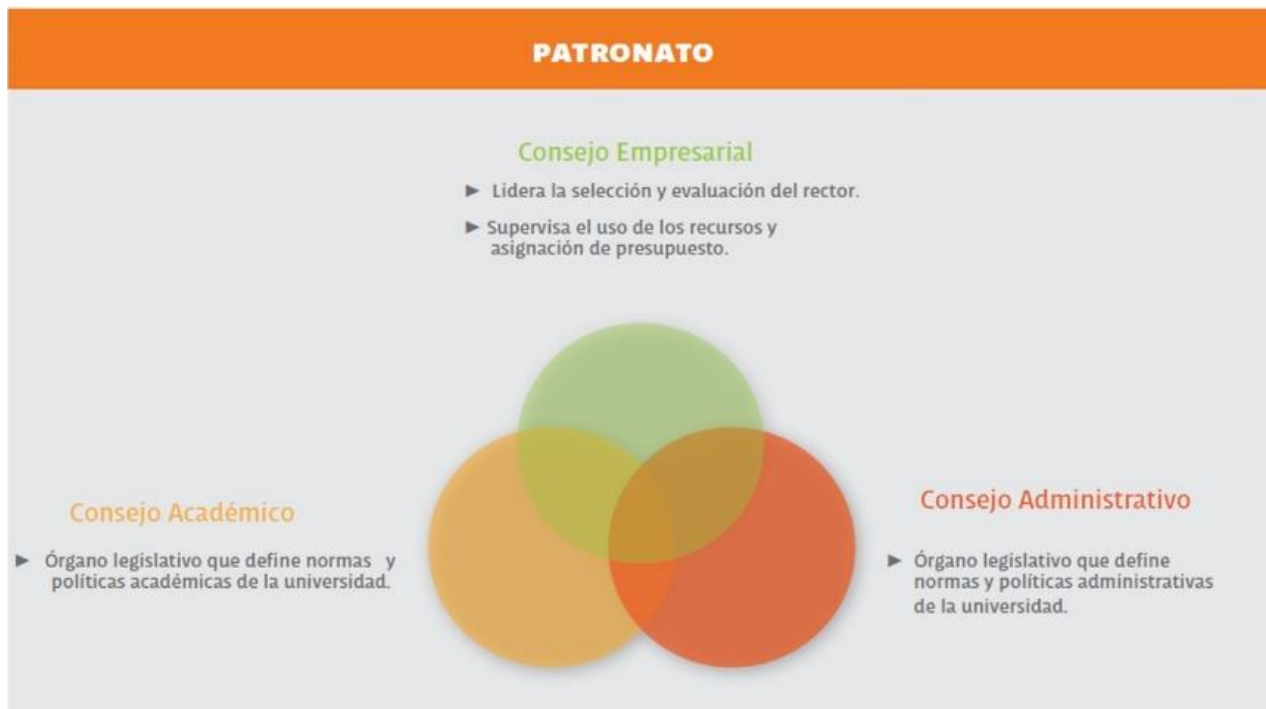 PATRONATO
Consejo Empresarial
► Lidera la selección y evaluación del rector.
► Supervisa el uso de los recursos y
asignación de presupuesto.
Consejo Académico
► Órgano legislativo que define normas y
políticas académicas de la universidad.
Consejo Administrativo
► Órgano legislativo que define
normas y políticas administrativas
de la universidad.